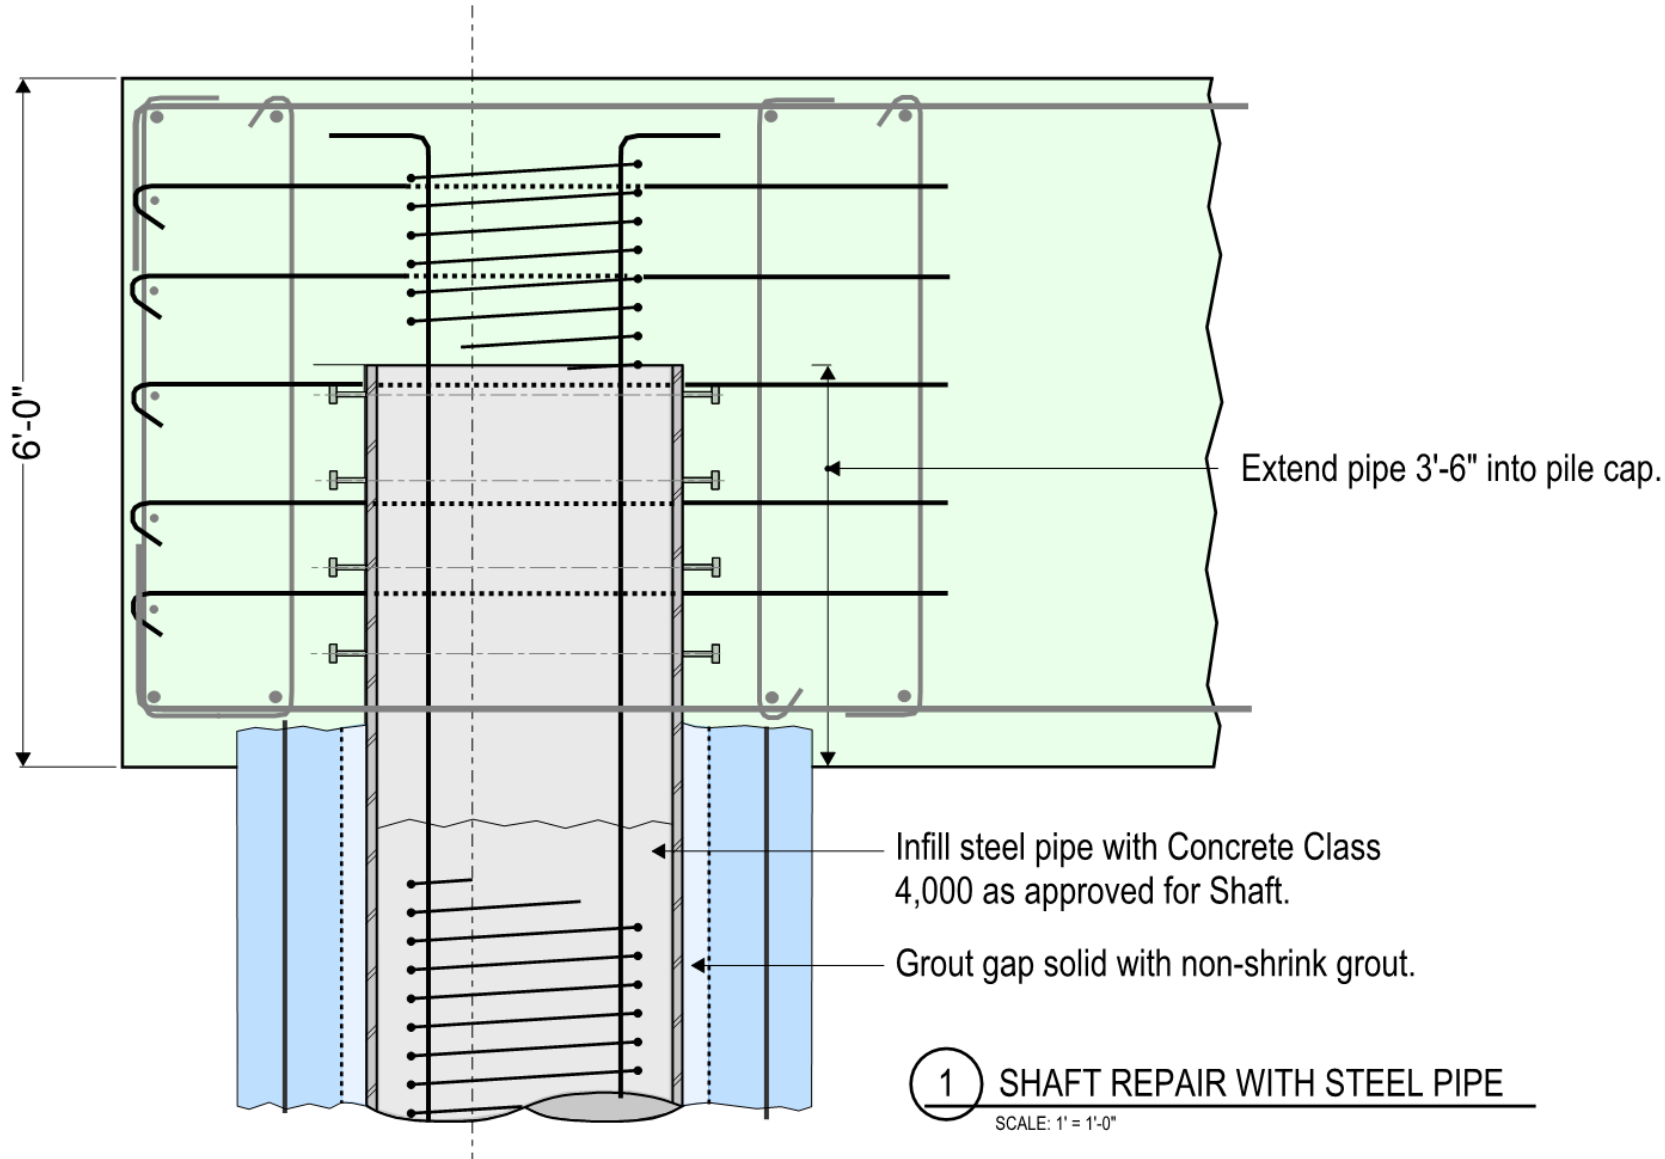 6'-0"
Extend pipe 3'-6" into pile cap.
Infill steel pipe with Concrete Class
4,000 as approved for Shaft.
Grout gap solid with non-shrink grout.
1 SHAFT REPAIR WITH STEEL PIPE
SCALE: 1' = 1'-0"